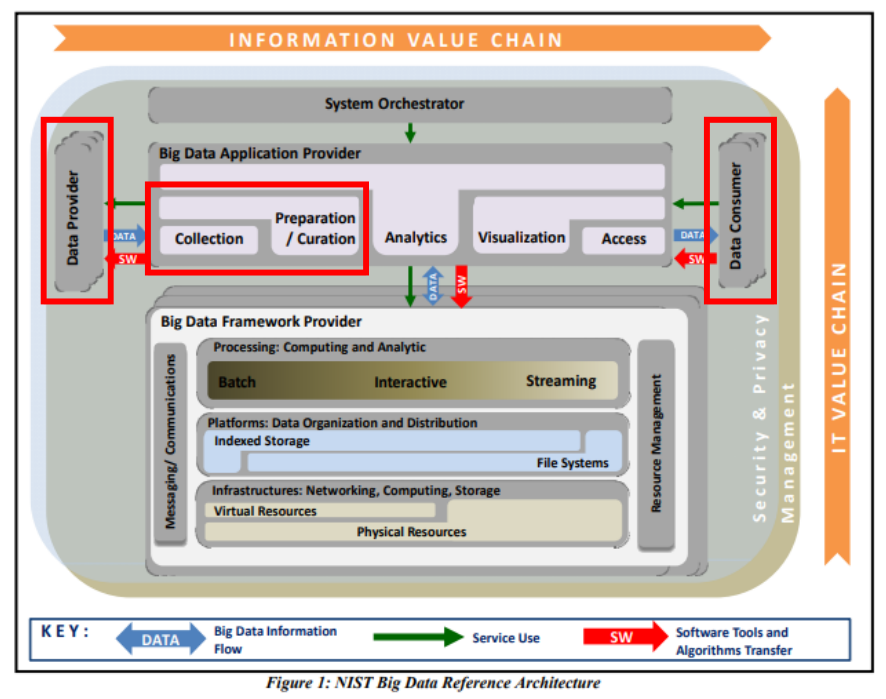 INFORMATION VALUE CHAIN
System Orchestrator
Big Data Application Provider
Data Provider
DATA
SW
Collection
Preparation
/ Curation
Analytics
Visualization
Access
DATA
SW
Data Consumer
DATA
SW
Big Data Framework Provider
Messaging/ Communications
Processing: Computing and Analytic
Batch
Interactive
Streaming
Platforms: Data Organization and Distribution
Indexed Storage
File Systems
Infrastructures: Networking, Computing, Storage
Virtual Resources
Physical Resources
Resource Management
Security & Privacy
Management
IT VALUE CHAIN
KEY:
DATA
Big Data Information
Flow
Service Use
SW
Software Tools and
Algorithms Transfer
Figure 1: NIST Big Data Reference Architecture